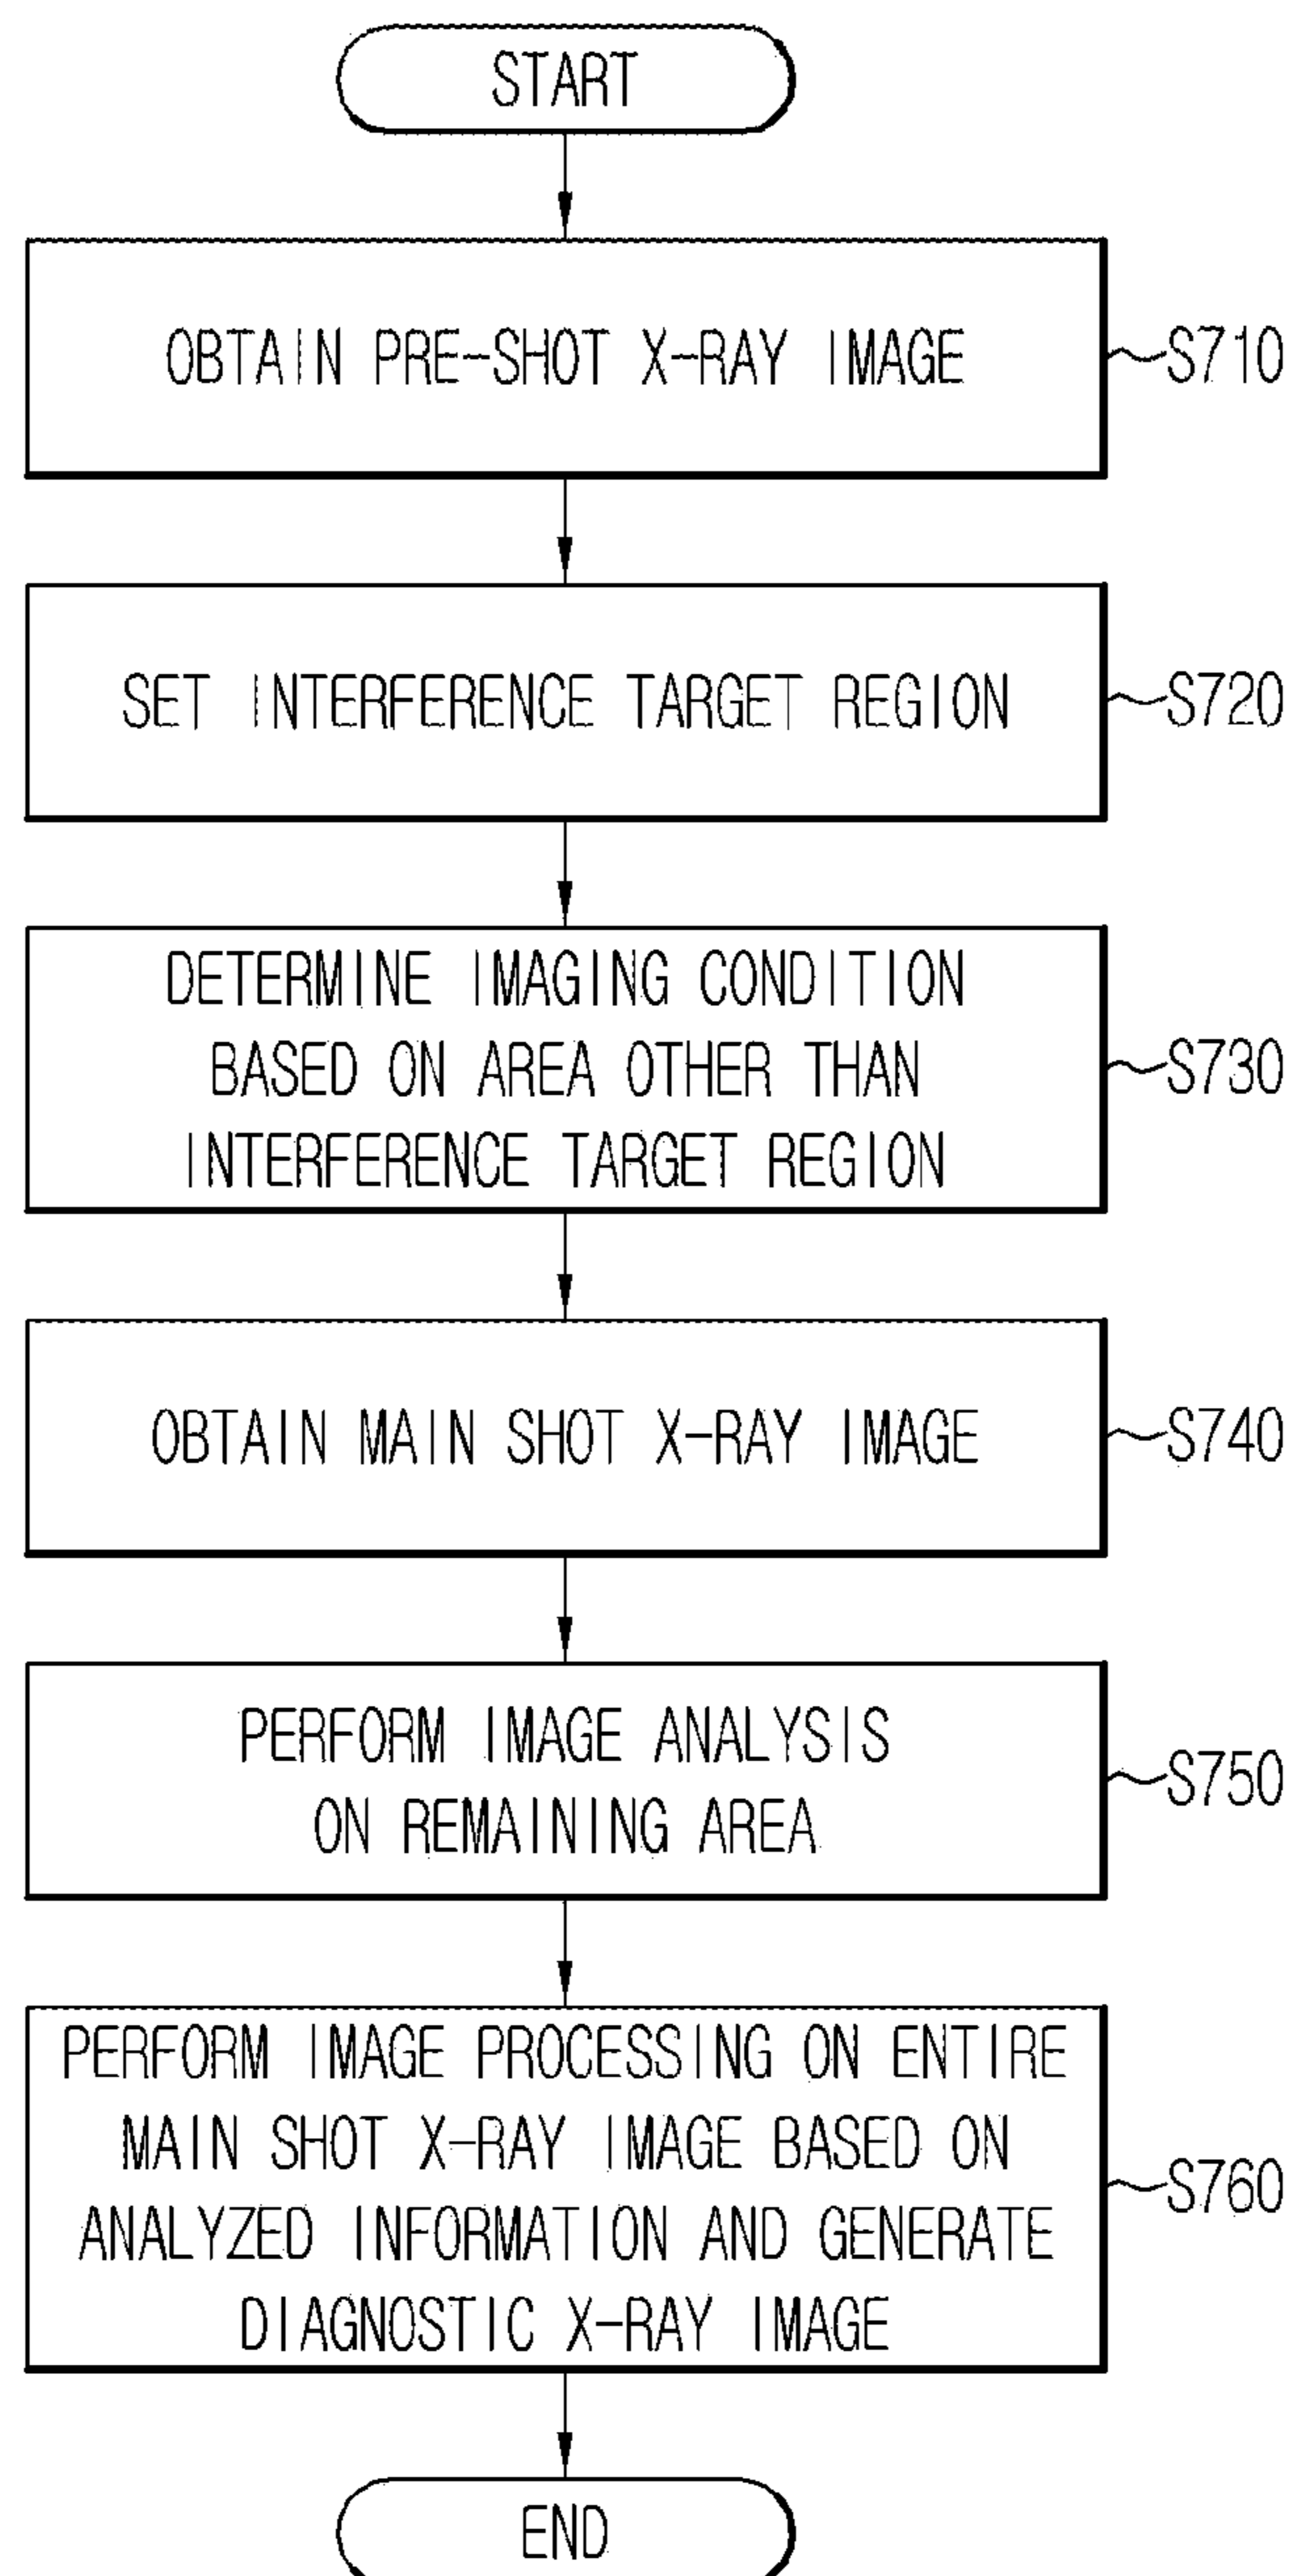 START
OBTAIN PRE-SHOT X-RAY IMAGE
S710
SET INTERFERENCE TARGET REGION
S720
DETERMINE IMAGING CONDITION
BASED ON AREA OTHER THAN
INTERFERENCE TARGET REGION
S730
OBTAIN MAIN SHOT X-RAY IMAGE
S740
PERFORM IMAGE ANALYSIS
ON REMAINING AREA
S750
PERFORM IMAGE PROCESSING ON ENTIRE
MAIN SHOT X-RAY IMAGE BASED ON
ANALYZED INFORMATION AND GENERATE
DIAGNOSTIC X-RAY IMAGE
S760
END